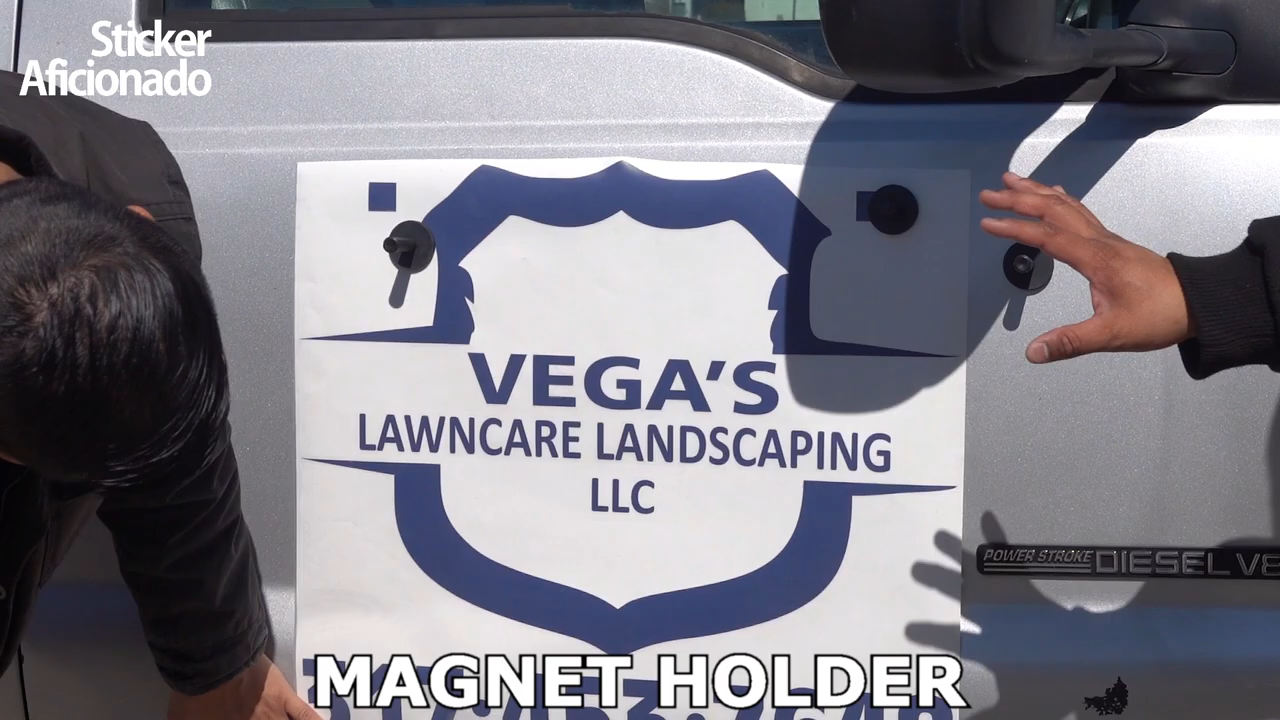 Sticker
Aficionado
VEGA'S
LAWNCARE LANDSCAPING
LLC
POWER STROKE DIESEL V8
MAGNET HOLDER